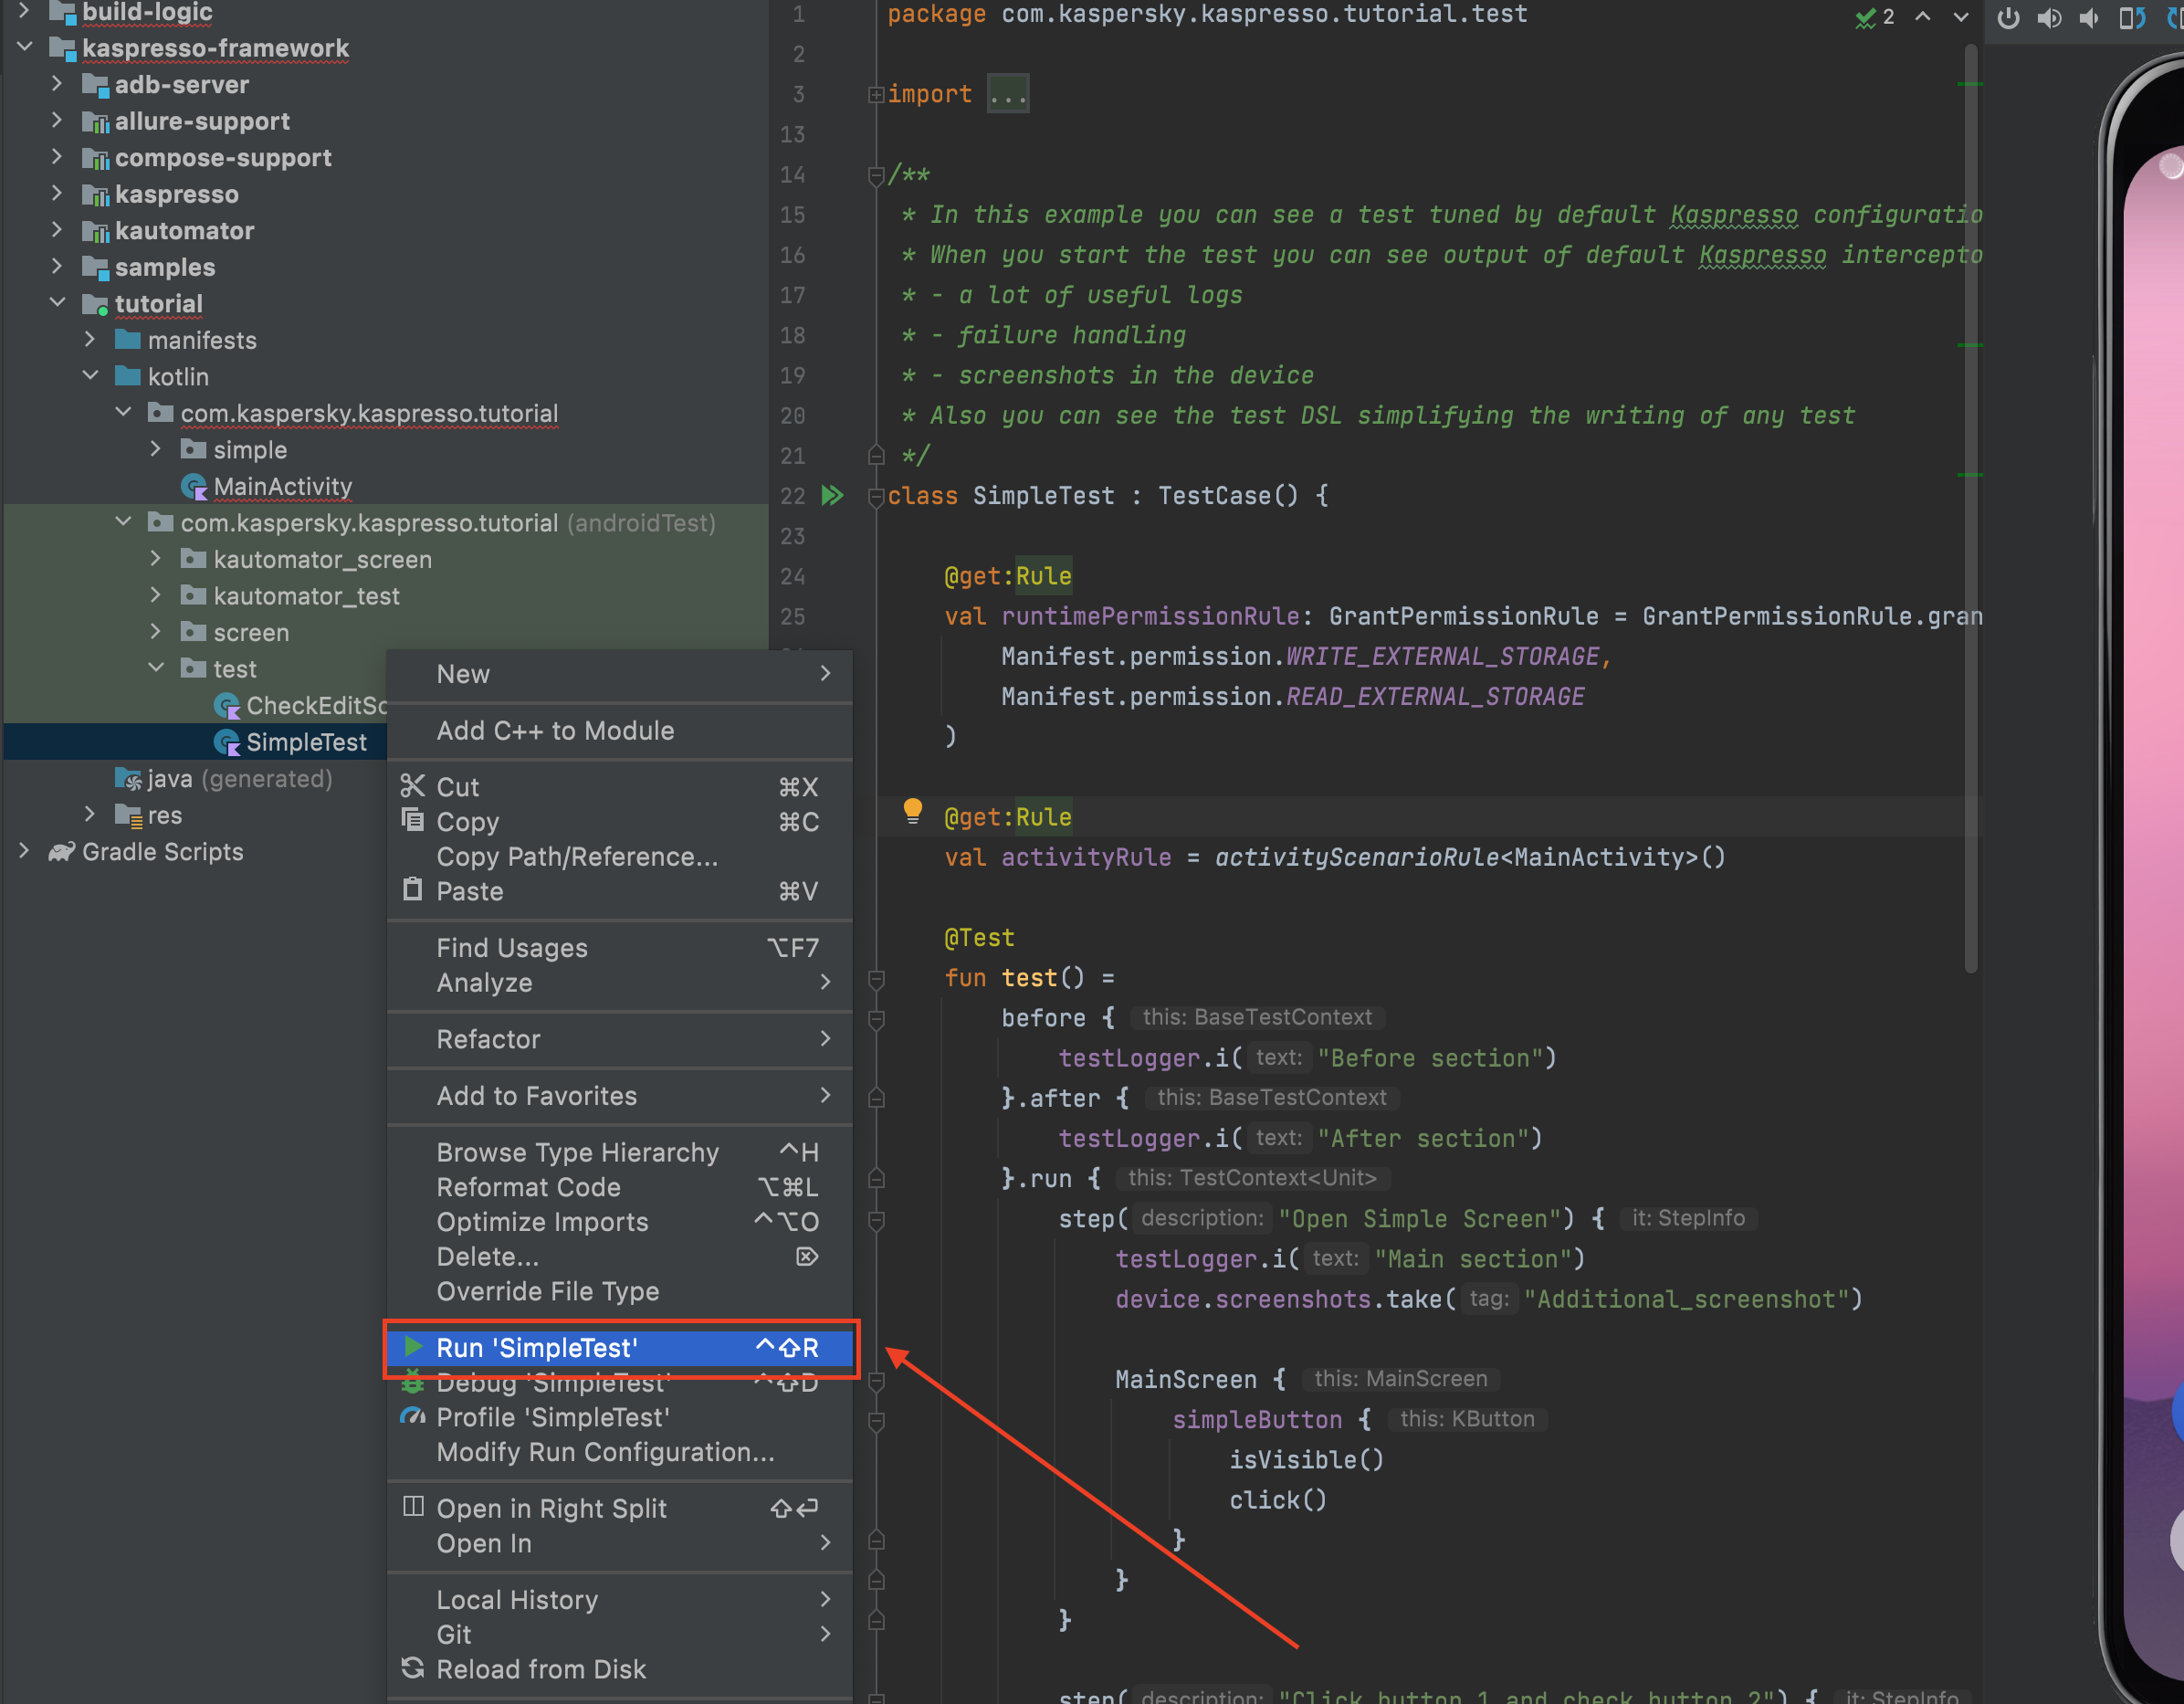 build-logic
kaspresso-framework
adb-server
allure-support
compose-support
kaspresso
kautomator
samples
tutorial
manifests
kotlin
com.kaspersky.kaspresso.tutorial
simple
MainActivity
com.kaspersky.kaspresso.tutorial (androidTest)
kautomator_screen
kautomator_test
screen
test
CheckEditSc
SimpleTest
java (generated)
res
Gradle Scripts
New
Add C++ to Module
Cut ⌘X
Copy ⌘C
Copy Path/Reference...
Paste ⌘V
Find Usages ⌥F7
Analyze
Refactor
Add to Favorites
Browse Type Hierarchy ^H
Reformat Code ⌥⌘L
Optimize Imports ^⌥O
Delete... ⌦
Override File Type
Run 'SimpleTest' ^⇧R
Debug 'SimpleTest' ^⇧D
Profile 'SimpleTest'
Modify Run Configuration...
Open in Right Split ⇧↩
Open In
Local History
Git
Reload from Disk
2
1 package com.kaspersky.kaspresso.tutorial.test
2
3 import ...
13
14 /**
15 * In this example you can see a test tuned by default Kaspresso configuratio
16 * When you start the test you can see output of default Kaspresso intercepto
17 * - a lot of useful logs
18 * - failure handling
19 * - screenshots in the device
20 * Also you can see the test DSL simplifying the writing of any test
21 */
22 class SimpleTest : TestCase() {
23
24 @get:Rule
25 val runtimePermissionRule: GrantPermissionRule = GrantPermissionRule.gran
Manifest.permission.WRITE_EXTERNAL_STORAGE,
Manifest.permission.READ_EXTERNAL_STORAGE
)
@get:Rule
val activityRule = activityScenarioRule<MainActivity>()
@Test
fun test() =
before { this: BaseTestContext
testLogger.i( text: "Before section")
}.after { this: BaseTestContext
testLogger.i( text: "After section")
}.run { this: TestContext<Unit>
step( description: "Open Simple Screen") { it: StepInfo
testLogger.i( text: "Main section")
device.screenshots.take( tag: "Additional_screenshot")
MainScreen { this: MainScreen
simpleButton { this: KButton
isVisible()
click()
}
}
}
step( description: "Click button 1 and check button 2") { it: StepInfo